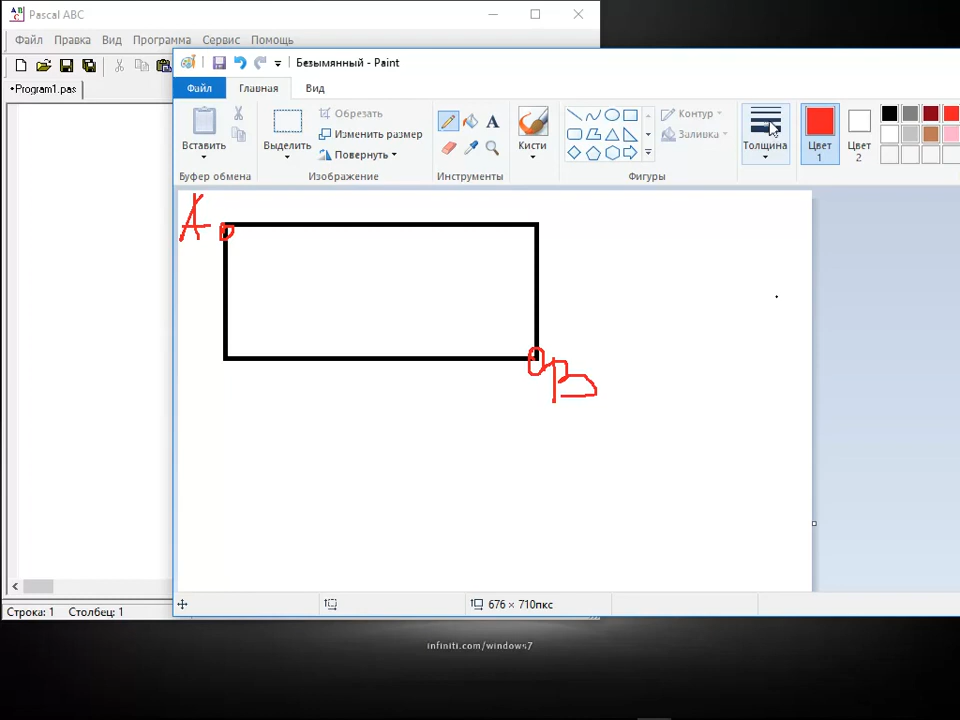 Pascal ABC
Файл Правка Вид Программа Сервис Помощь
•Program1.pas
Безымянный - Paint
Файл Главная Вид
Вставить
Буфер обмена
Выделить
Обрезать
Изменить размер
Повернуть
Изображение
A
Инструменты
Кисти
Фигуры
Контур
Заливка
Толщина
Цвет
1
Цвет
2
A
B
676 × 710пкс
Строка: 1 Столбец: 1
infiniti.com/windows7